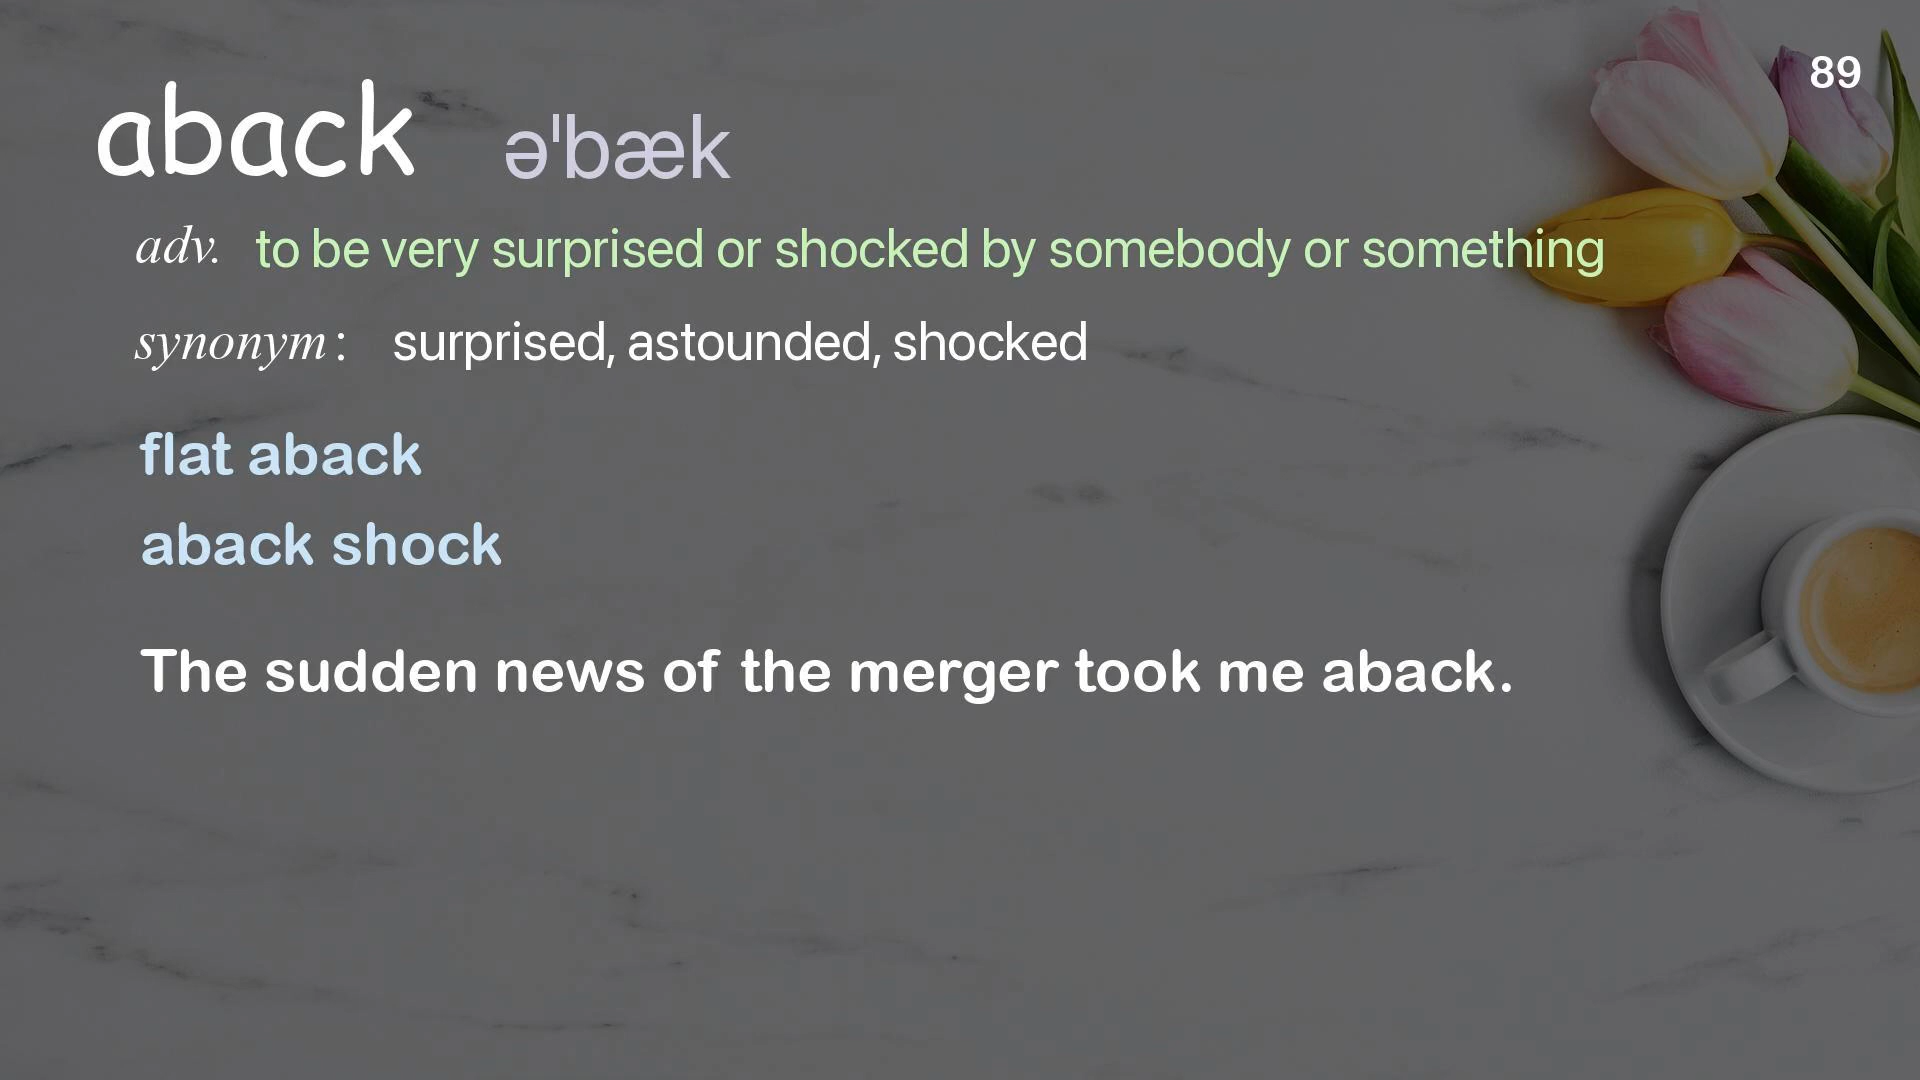 89
aback əˈbæk
adv. to be very surprised or shocked by somebody or something
synonym: surprised, astounded, shocked
flat aback
aback shock
The sudden news of the merger took me aback.